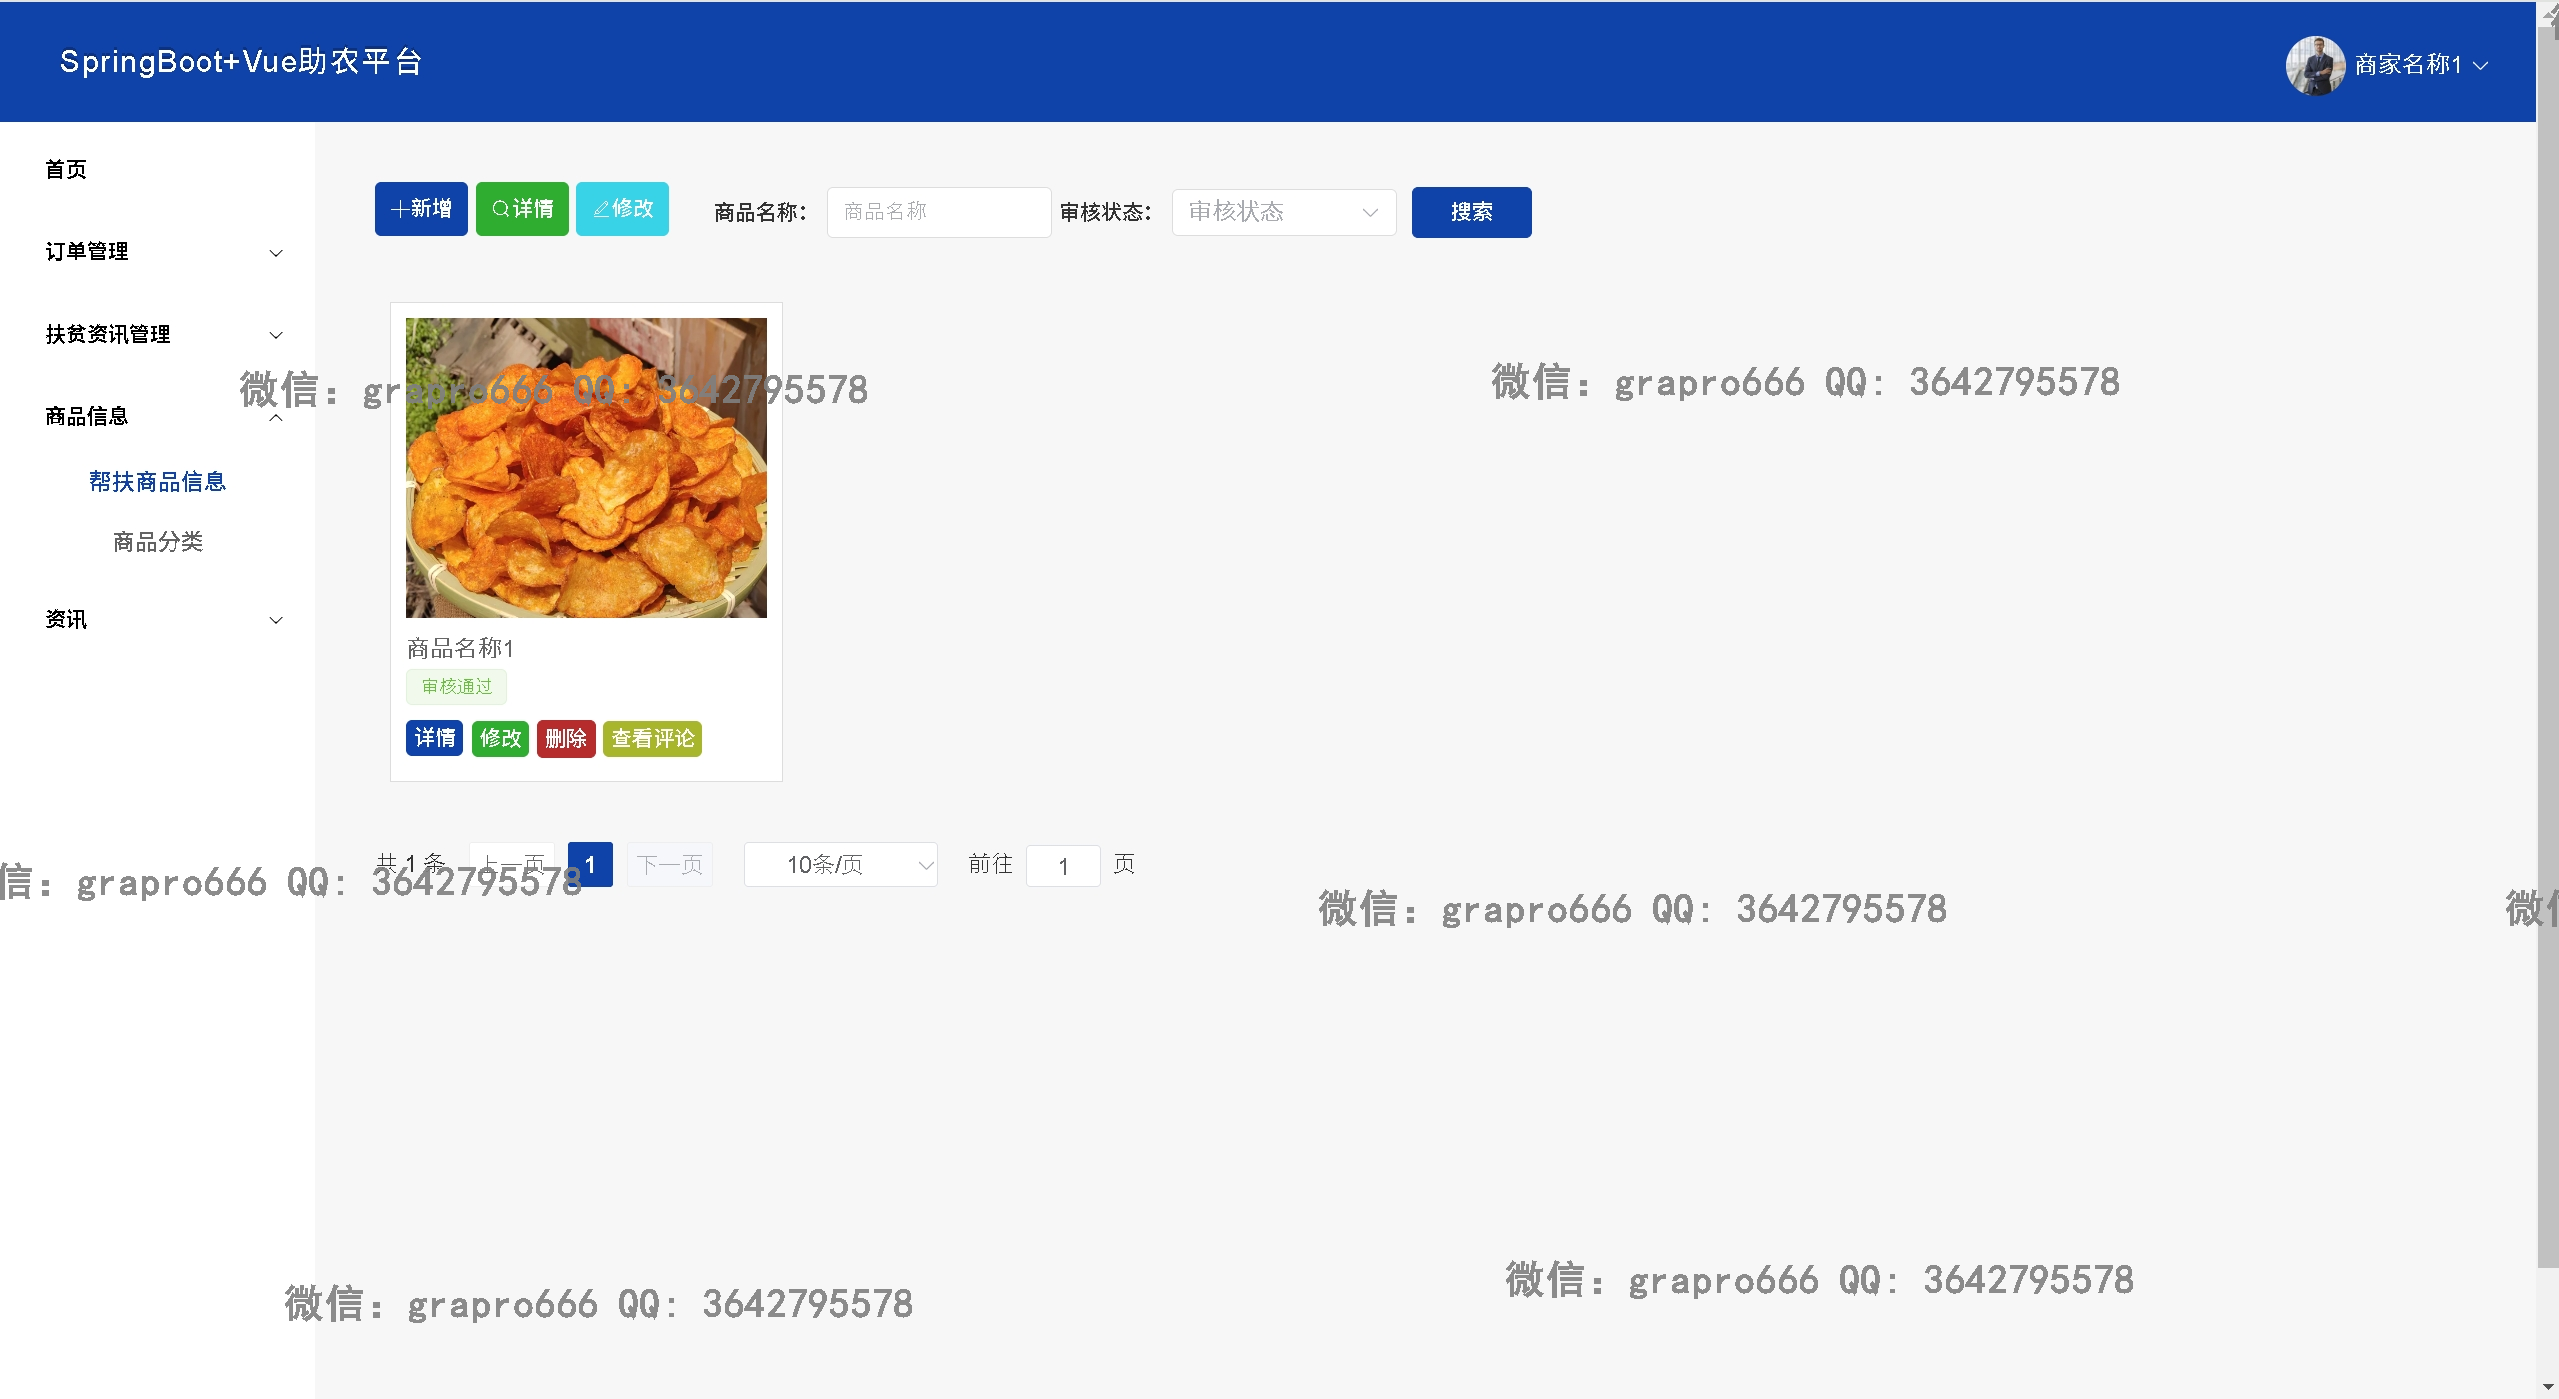 SpringBoot+Vue助农平台
商家名称1
首页
订单管理
扶贫资讯管理
商品信息
帮扶商品信息
商品分类
资讯
新增
详情
修改
商品名称：
商品名称
审核状态：
审核状态
搜索
微信：grapro666 QQ: 3642795578
微信：grapro666 QQ: 3642795578
商品名称1
审核通过
详情
修改
删除
查看评论
共 1 条
上一页
1
下一页
10条/页
前往
1
页
信：grapro666 QQ: 3642795578
微信：grapro666 QQ: 3642795578
微
微信：grapro666 QQ: 3642795578
微信：grapro666 QQ: 3642795578